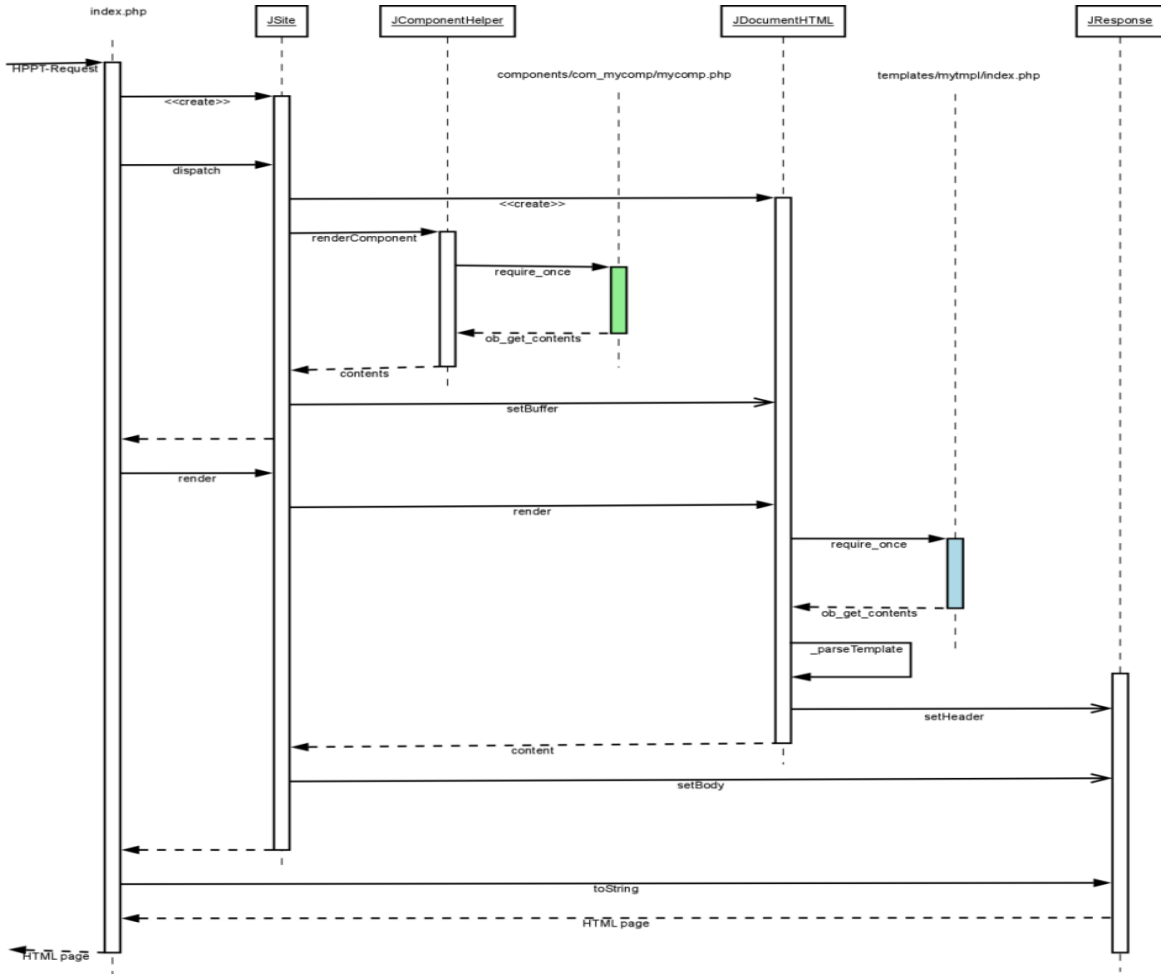 index.php
JSite
JComponentHelper
JDocumentHTML
JResponse
HPPT-Request
components/com_mycomp/mycomp.php
templates/mytmpl/index.php
<<create>>
dispatch
<<create>>
renderComponent
require_once
ob_get_contents
contents
setBuffer
render
render
require_once
ob_get_contents
_parseTemplate
setHeader
content
setBody
toString
HTML page
HTML page